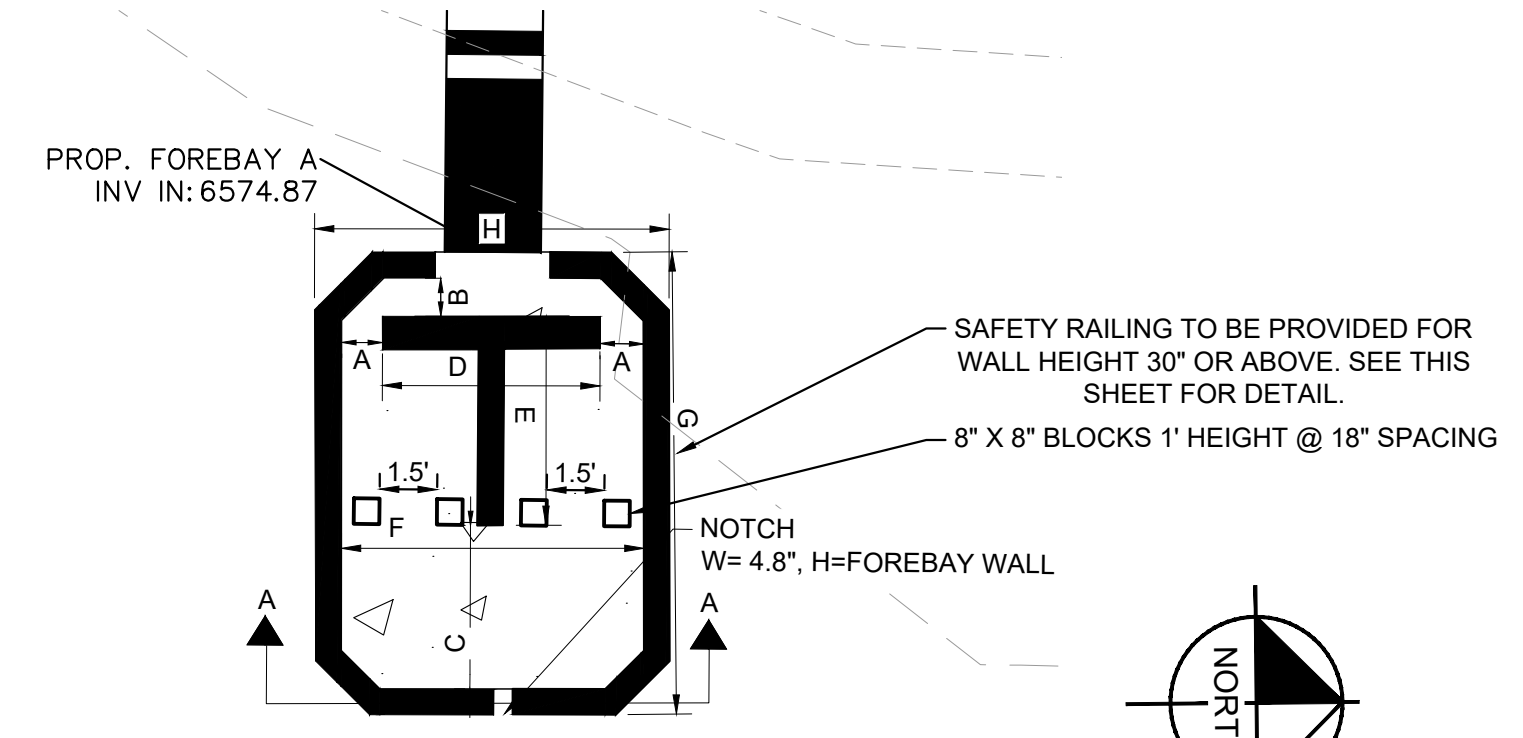 PROP. FOREBAY A
INV IN: 6574.87
H
B
A
D
A
E
G
SAFETY RAILING TO BE PROVIDED FOR
WALL HEIGHT 30" OR ABOVE. SEE THIS
SHEET FOR DETAIL.
8" X 8" BLOCKS 1' HEIGHT @ 18" SPACING
1.5'
1.5'
F
NOTCH
W= 4.8", H=FOREBAY WALL
A
A
C
NORT